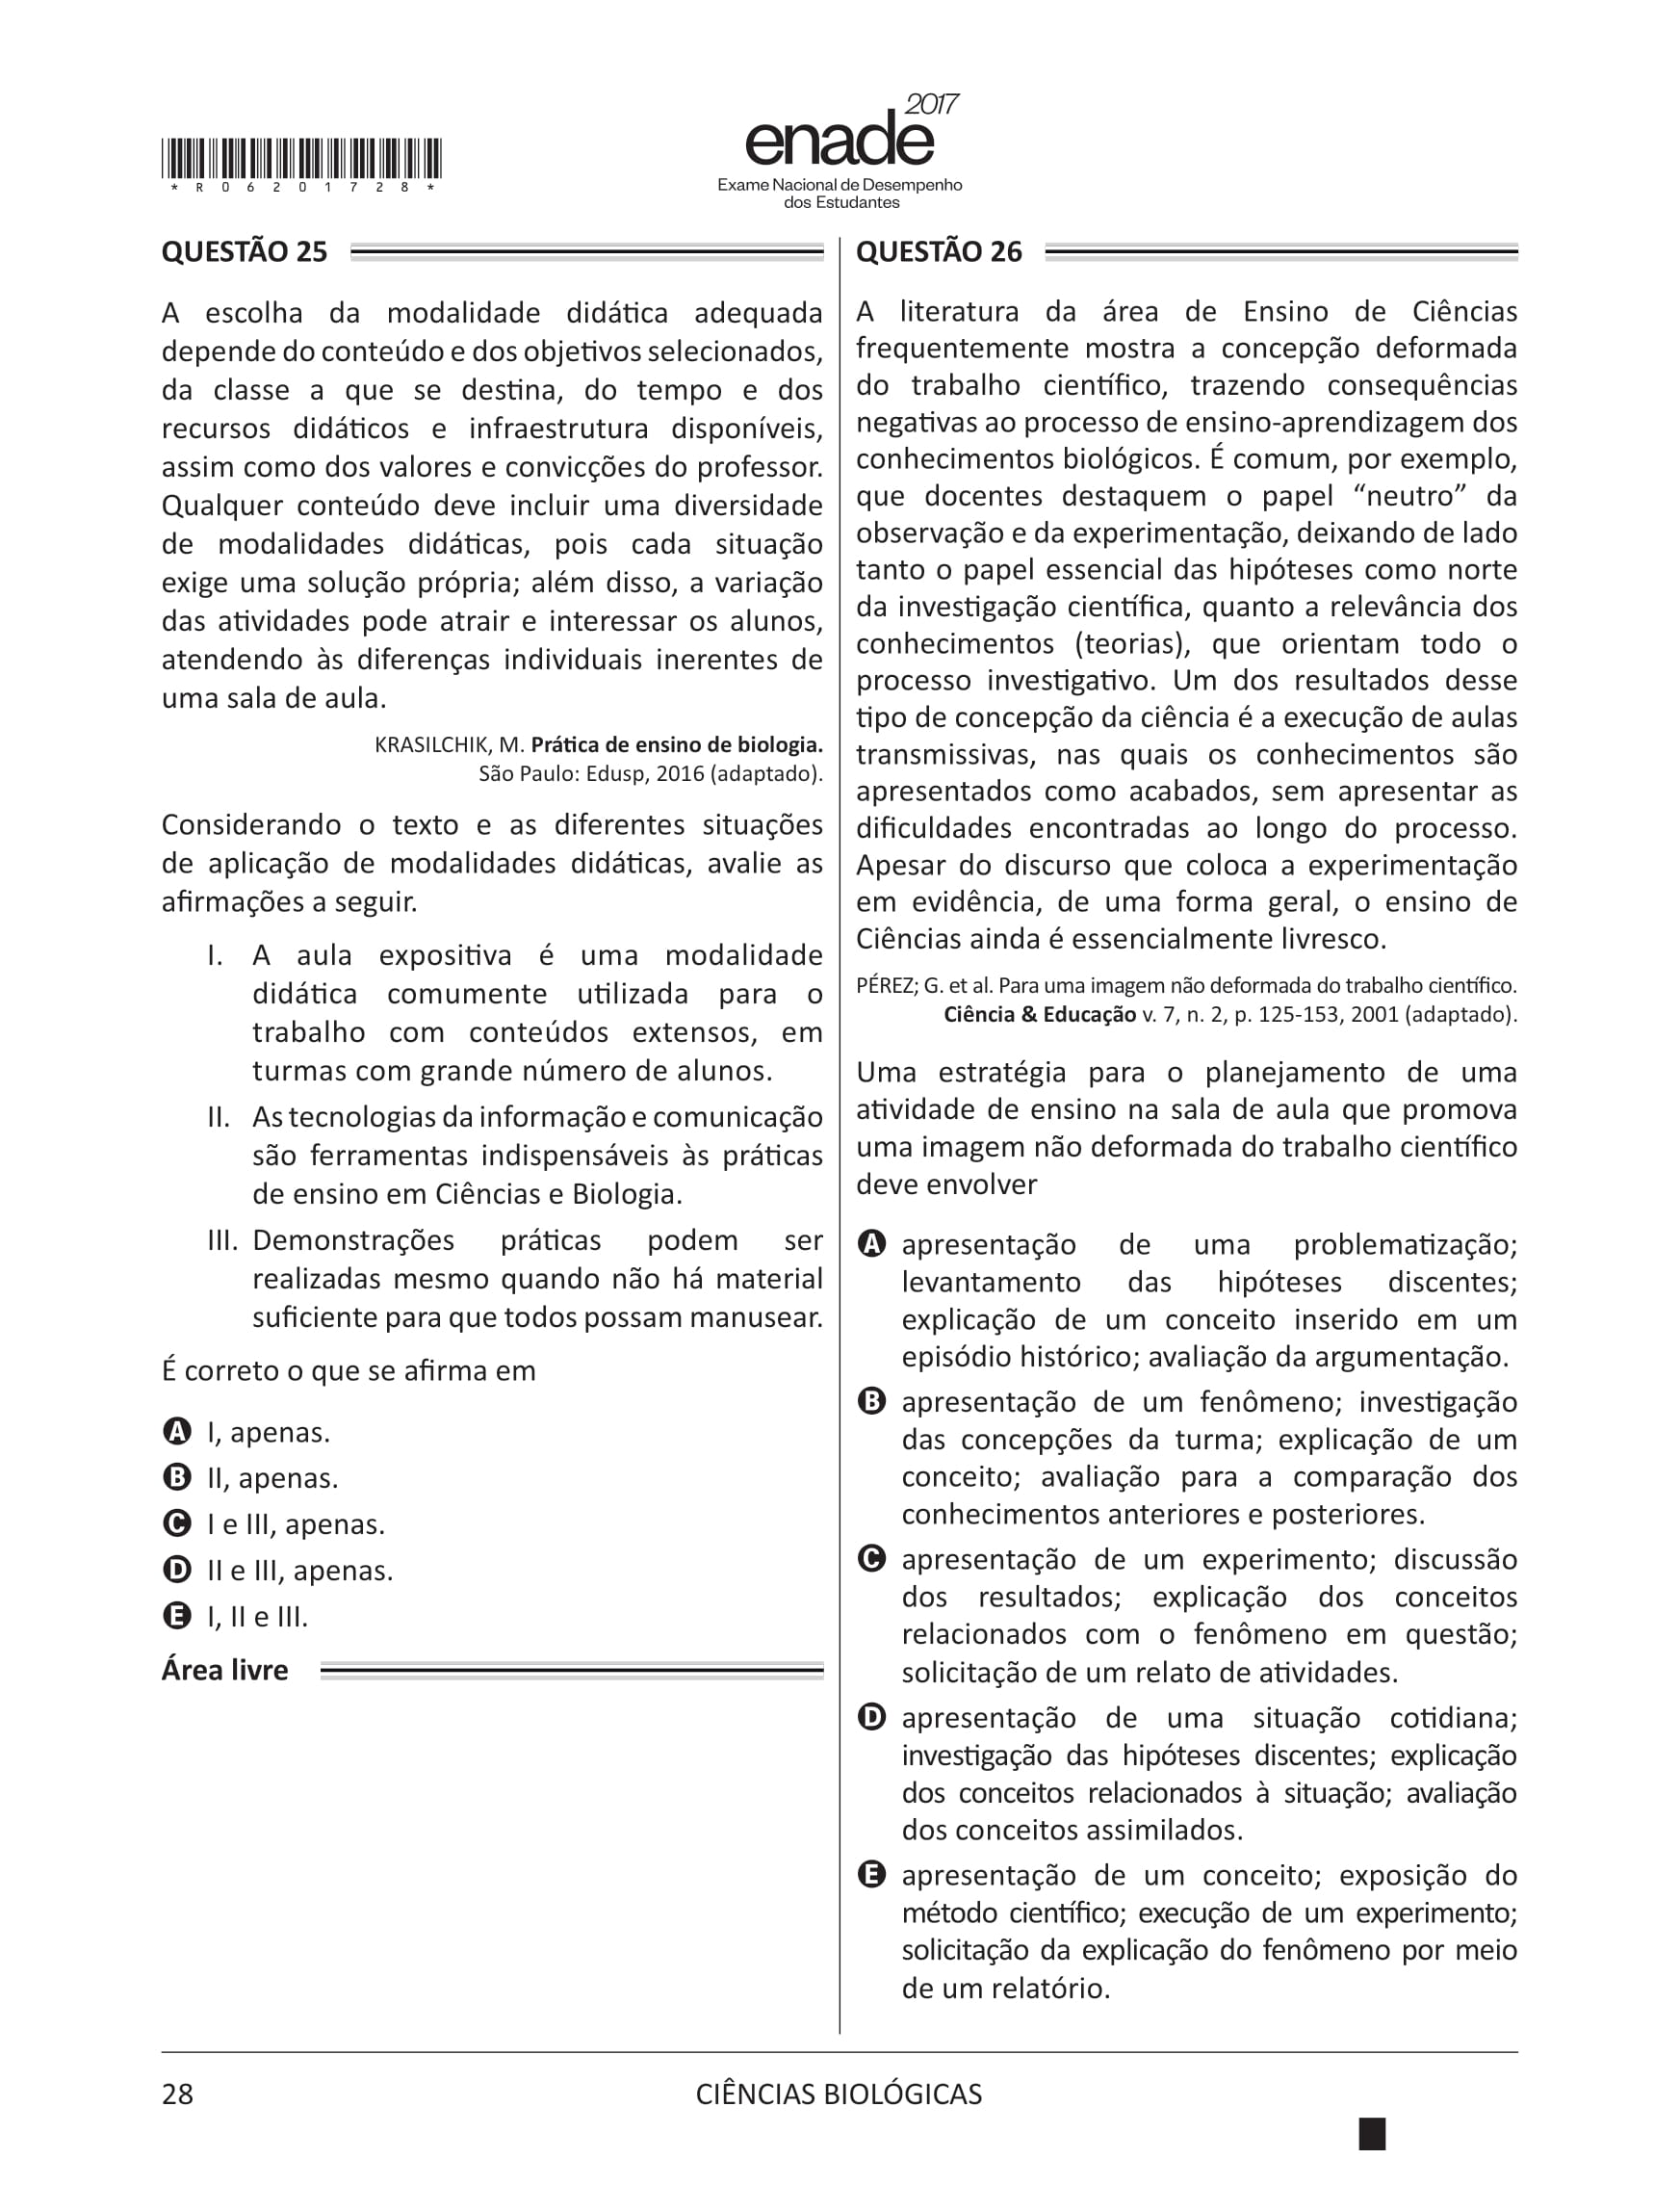 * R 0 6 2 0 1 7 2 8 *
2017
enade
Exame Nacional de Desempenho
dos Estudantes
QUESTÃO 25
A escolha da modalidade didática adequada
depende do conteúdo e dos objetivos selecionados,
da classe a que se destina, do tempo e dos
recursos didáticos e infraestrutura disponíveis,
assim como dos valores e convicções do professor.
Qualquer conteúdo deve incluir uma diversidade
de modalidades didáticas, pois cada situação
exige uma solução própria; além disso, a variação
das atividades pode atrair e interessar os alunos,
atendendo às diferenças individuais inerentes de
uma sala de aula.
KRASILCHIK, M. Prática de ensino de biologia.
São Paulo: Edusp, 2016 (adaptado).
Considerando o texto e as diferentes situações
de aplicação de modalidades didáticas, avalie as
afirmações a seguir.
I. A aula expositiva é uma modalidade
didática comumente utilizada para o
trabalho com conteúdos extensos, em
turmas com grande número de alunos.
II. As tecnologias da informação e comunicação
são ferramentas indispensáveis às práticas
de ensino em Ciências e Biologia.
III. Demonstrações práticas podem ser
realizadas mesmo quando não há material
suficiente para que todos possam manusear.
É correto o que se afirma em
A I, apenas.
B II, apenas.
C I e III, apenas.
D II e III, apenas.
E I, II e III.
Área livre
QUESTÃO 26
A literatura da área de Ensino de Ciências
frequentemente mostra a concepção deformada
do trabalho científico, trazendo consequências
negativas ao processo de ensino-aprendizagem dos
conhecimentos biológicos. É comum, por exemplo,
que docentes destaquem o papel “neutro” da
observação e da experimentação, deixando de lado
tanto o papel essencial das hipóteses como norte
da investigação científica, quanto a relevância dos
conhecimentos (teorias), que orientam todo o
processo investigativo. Um dos resultados desse
tipo de concepção da ciência é a execução de aulas
transmissivas, nas quais os conhecimentos são
apresentados como acabados, sem apresentar as
dificuldades encontradas ao longo do processo.
Apesar do discurso que coloca a experimentação
em evidência, de uma forma geral, o ensino de
Ciências ainda é essencialmente livresco.
PÉREZ; G. et al. Para uma imagem não deformada do trabalho científico.
Ciência & Educação v. 7, n. 2, p. 125-153, 2001 (adaptado).
Uma estratégia para o planejamento de uma
atividade de ensino na sala de aula que promova
uma imagem não deformada do trabalho científico
deve envolver
A apresentação de uma problematização;
levantamento das hipóteses discentes;
explicação de um conceito inserido em um
episódio histórico; avaliação da argumentação.
B apresentação de um fenômeno; investigação
das concepções da turma; explicação de um
conceito; avaliação para a comparação dos
conhecimentos anteriores e posteriores.
C apresentação de um experimento; discussão
dos resultados; explicação dos conceitos
relacionados com o fenômeno em questão;
solicitação de um relato de atividades.
D apresentação de uma situação cotidiana;
investigação das hipóteses discentes; explicação
dos conceitos relacionados à situação; avaliação
dos conceitos assimilados.
E apresentação de um conceito; exposição do
método científico; execução de um experimento;
solicitação da explicação do fenômeno por meio
de um relatório.
28
CIÊNCIAS BIOLÓGICAS